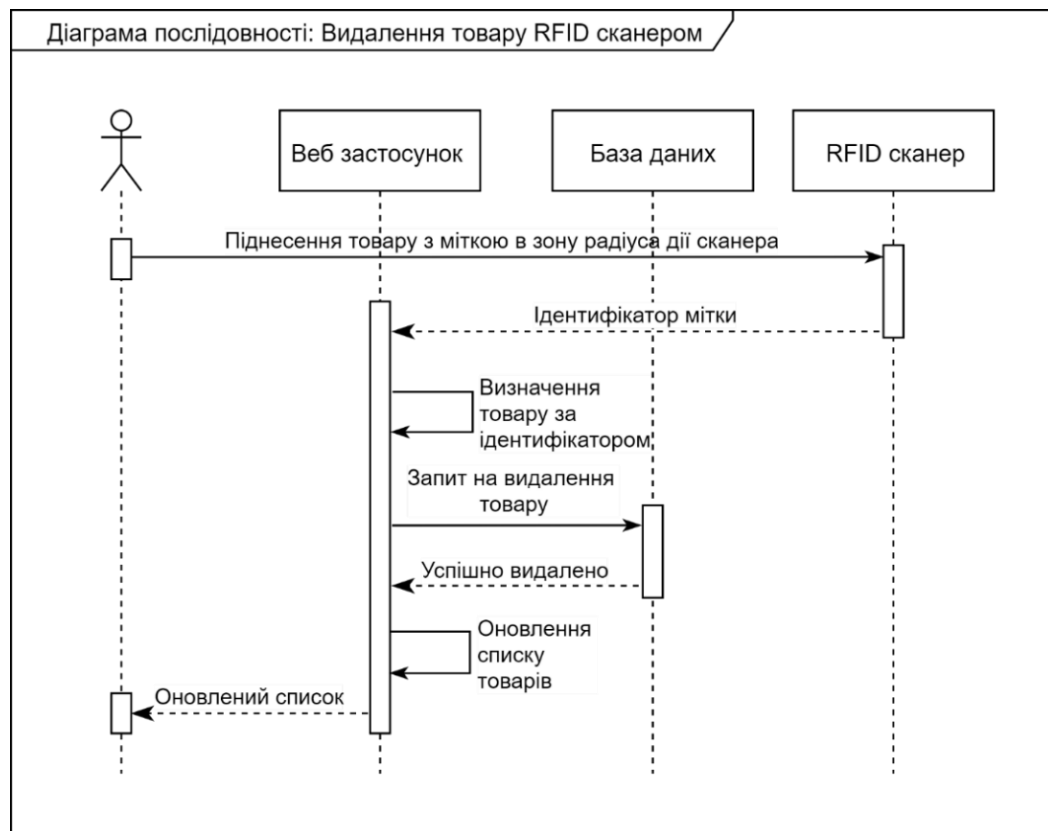 Діаграма послідовності: Видалення товару RFID сканером
Веб застосунок
База даних
RFID сканер
Піднесення товару з міткою в зону радіуса дії сканера
Ідентифікатор мітки
Визначення
товару за
ідентифікатором
Запит на видалення
товару
Успішно видалено
Оновлення
списку
товарів
Оновлений список